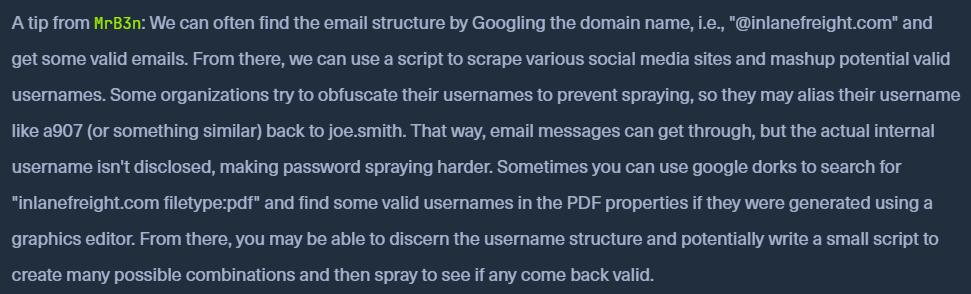 A tip from MrB3n: We can often find the email structure by Googling the domain name, i.e., "@inlanefreight.com" and
get some valid emails. From there, we can use a script to scrape various social media sites and mashup potential valid
usernames. Some organizations try to obfuscate their usernames to prevent spraying, so they may alias their username
like a907 (or something similar) back to joe.smith. That way, email messages can get through, but the actual internal
username isn't disclosed, making password spraying harder. Sometimes you can use google dorks to search for
"inlanefreight.com filetype:pdf" and find some valid usernames in the PDF properties if they were generated using a
graphics editor. From there, you may be able to discern the username structure and potentially write a small script to
create many possible combinations and then spray to see if any come back valid.